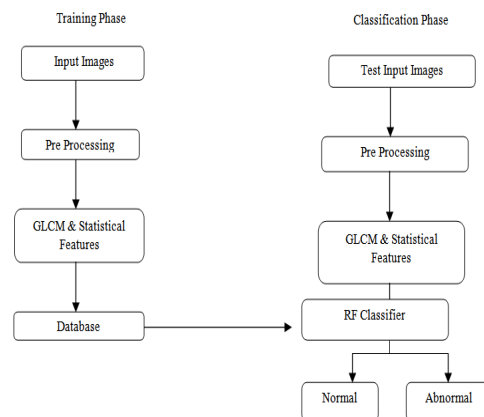 Training Phase
Classification Phase
Input Images
Test Input Images
Pre Processing
Pre Processing
GLCM & Statistical
Features
GLCM & Statistical
Features
Database
RF Classifier
Normal
Abnormal